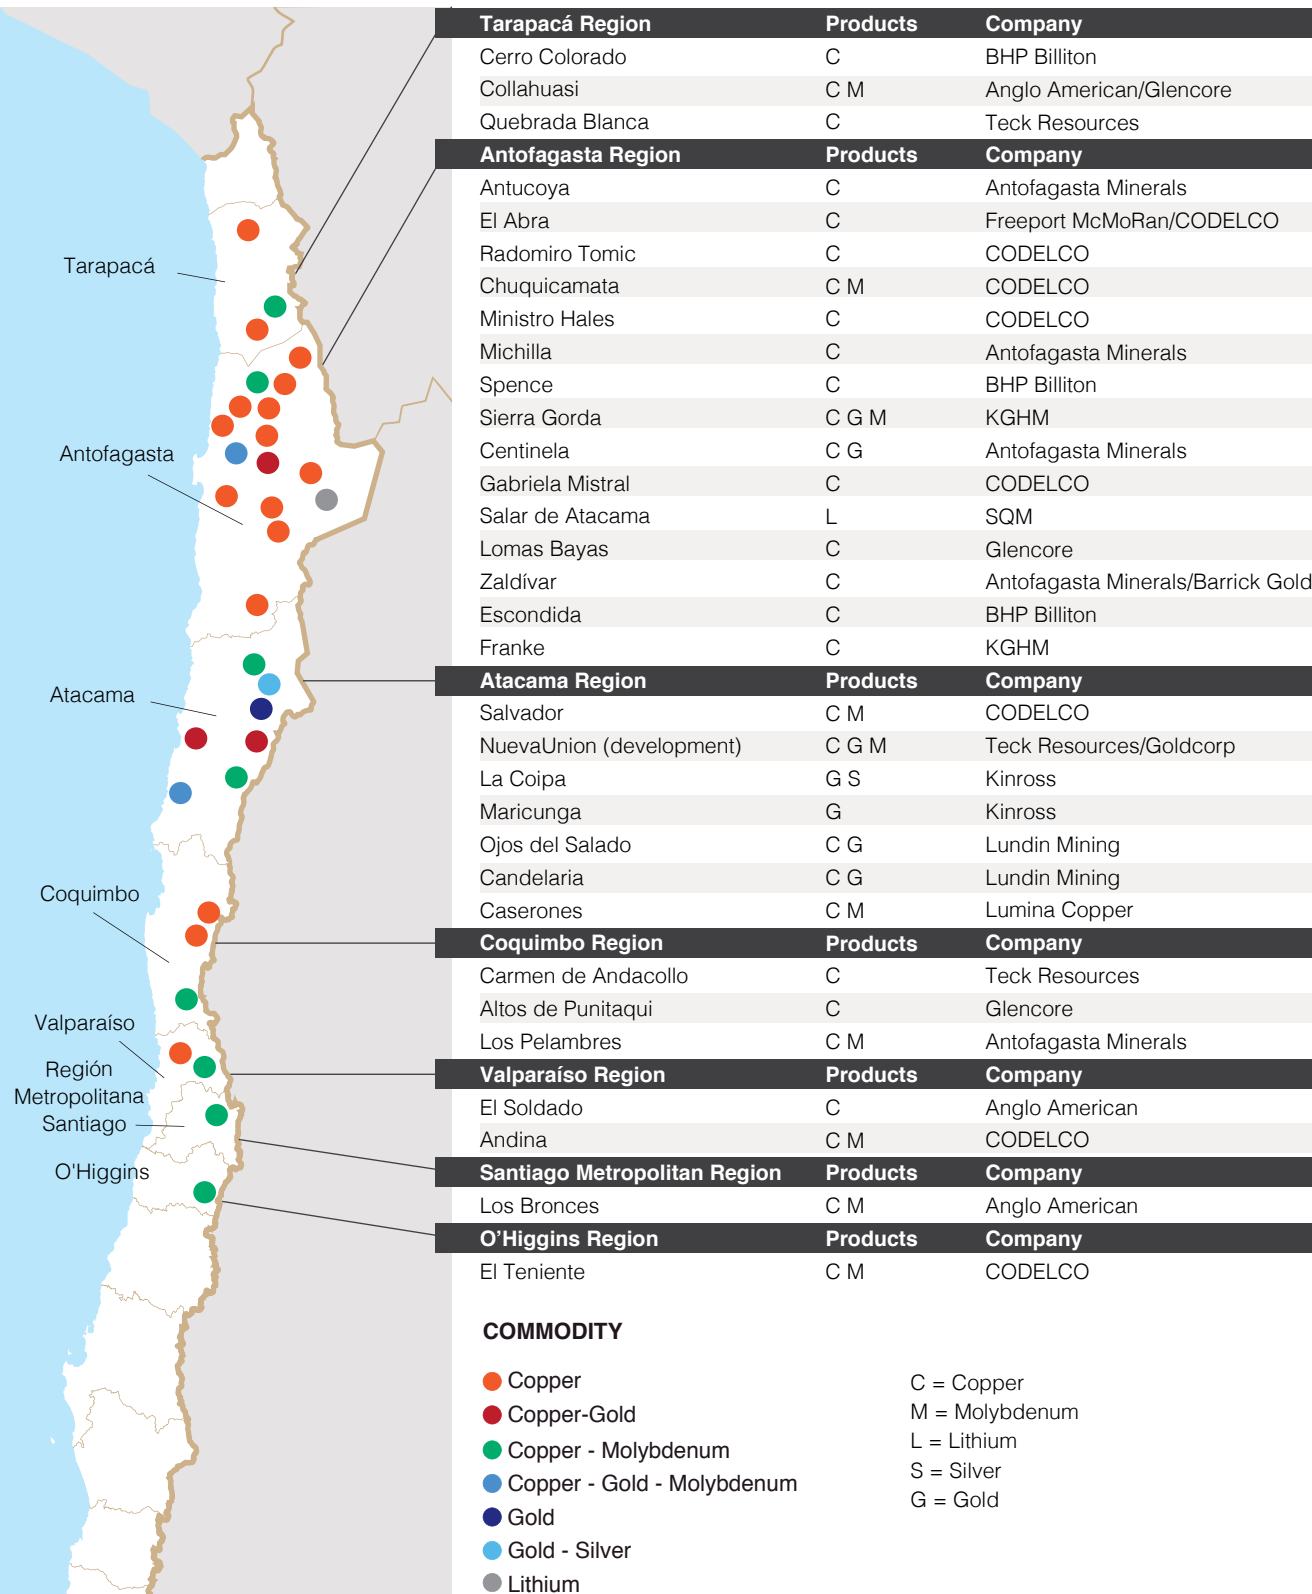 Tarapacá Region Products Company
Cerro Colorado C BHP Billiton
Collahuasi C M Anglo American/Glencore
Quebrada Blanca C Teck Resources
Antofagasta Region Products Company
Antucoya C Antofagasta Minerals
El Abra C Freeport McMoRan/CODELCO
Radomiro Tomic C CODELCO
Chuquicamata C M CODELCO
Ministro Hales C CODELCO
Michilla C Antofagasta Minerals
Spence C BHP Billiton
Sierra Gorda C G M KGHM
Centinela C G Antofagasta Minerals
Gabriela Mistral C CODELCO
Salar de Atacama L SQM
Lomas Bayas C Glencore
Zaldívar C Antofagasta Minerals/Barrick Gold
Escondida C BHP Billiton
Franke C KGHM
Atacama Region Products Company
Salvador C M CODELCO
NuevaUnion (development) C G M Teck Resources/Goldcorp
La Coipa G S Kinross
Maricunga G Kinross
Ojos del Salado C G Lundin Mining
Candelaria C G Lundin Mining
Caserones C M Lumina Copper
Coquimbo Region Products Company
Carmen de Andacollo C Teck Resources
Altos de Punitaqui C Glencore
Los Pelambres C M Antofagasta Minerals
Valparaíso Region Products Company
El Soldado C Anglo American
Andina C M CODELCO
Santiago Metropolitan Region Products Company
Los Bronces C M Anglo American
O'Higgins Region Products Company
El Teniente C M CODELCO
Tarapacá
Antofagasta
Atacama
Coquimbo
Valparaíso
Región
Metropolitana
Santiago
O'Higgins
COMMODITY
Copper
Copper-Gold
Copper - Molybdenum
Copper - Gold - Molybdenum
Gold
Gold - Silver
Lithium
C = Copper
M = Molybdenum
L = Lithium
S = Silver
G = Gold